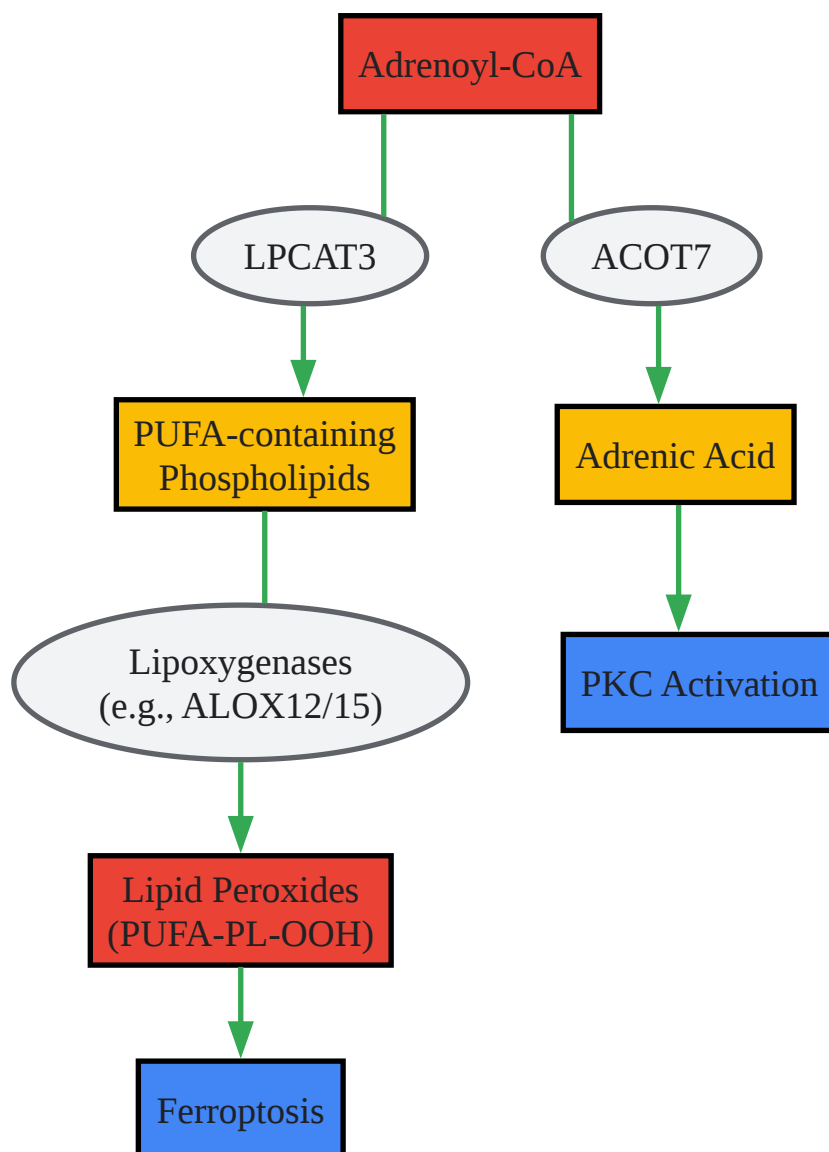 Adrenoyl-CoA
LPCAT3
ACOT7
PUFA-containing
Phospholipids
Adrenic Acid
Lipoxygenases
(e.g., ALOX12/15)
PKC Activation
Lipid Peroxides
(PUFA-PL-OOH)
Ferroptosis